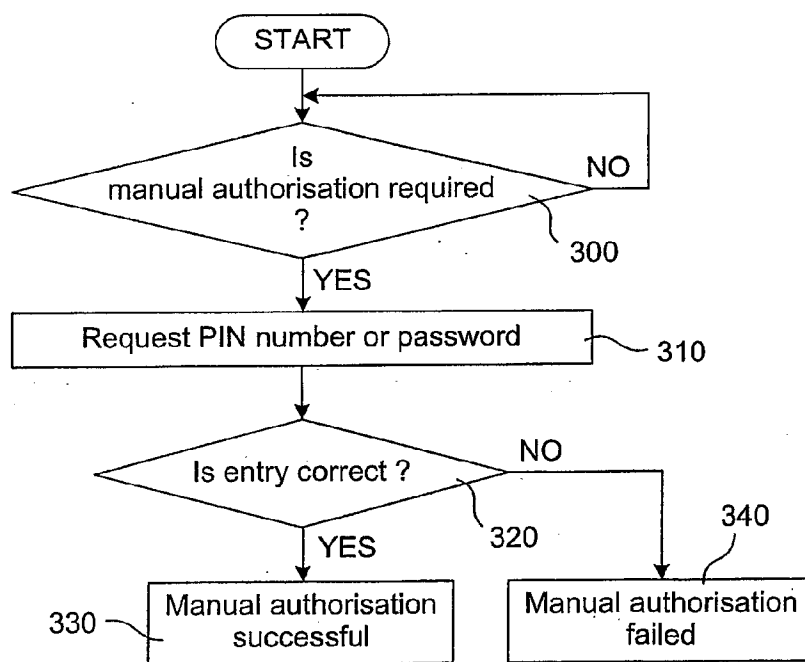 START
Is
manual authorisation required
?
NO
300
YES
Request PIN number or password
310
Is entry correct ?
NO
320
YES
340
330
Manual authorisation
successful
Manual authorisation
failed